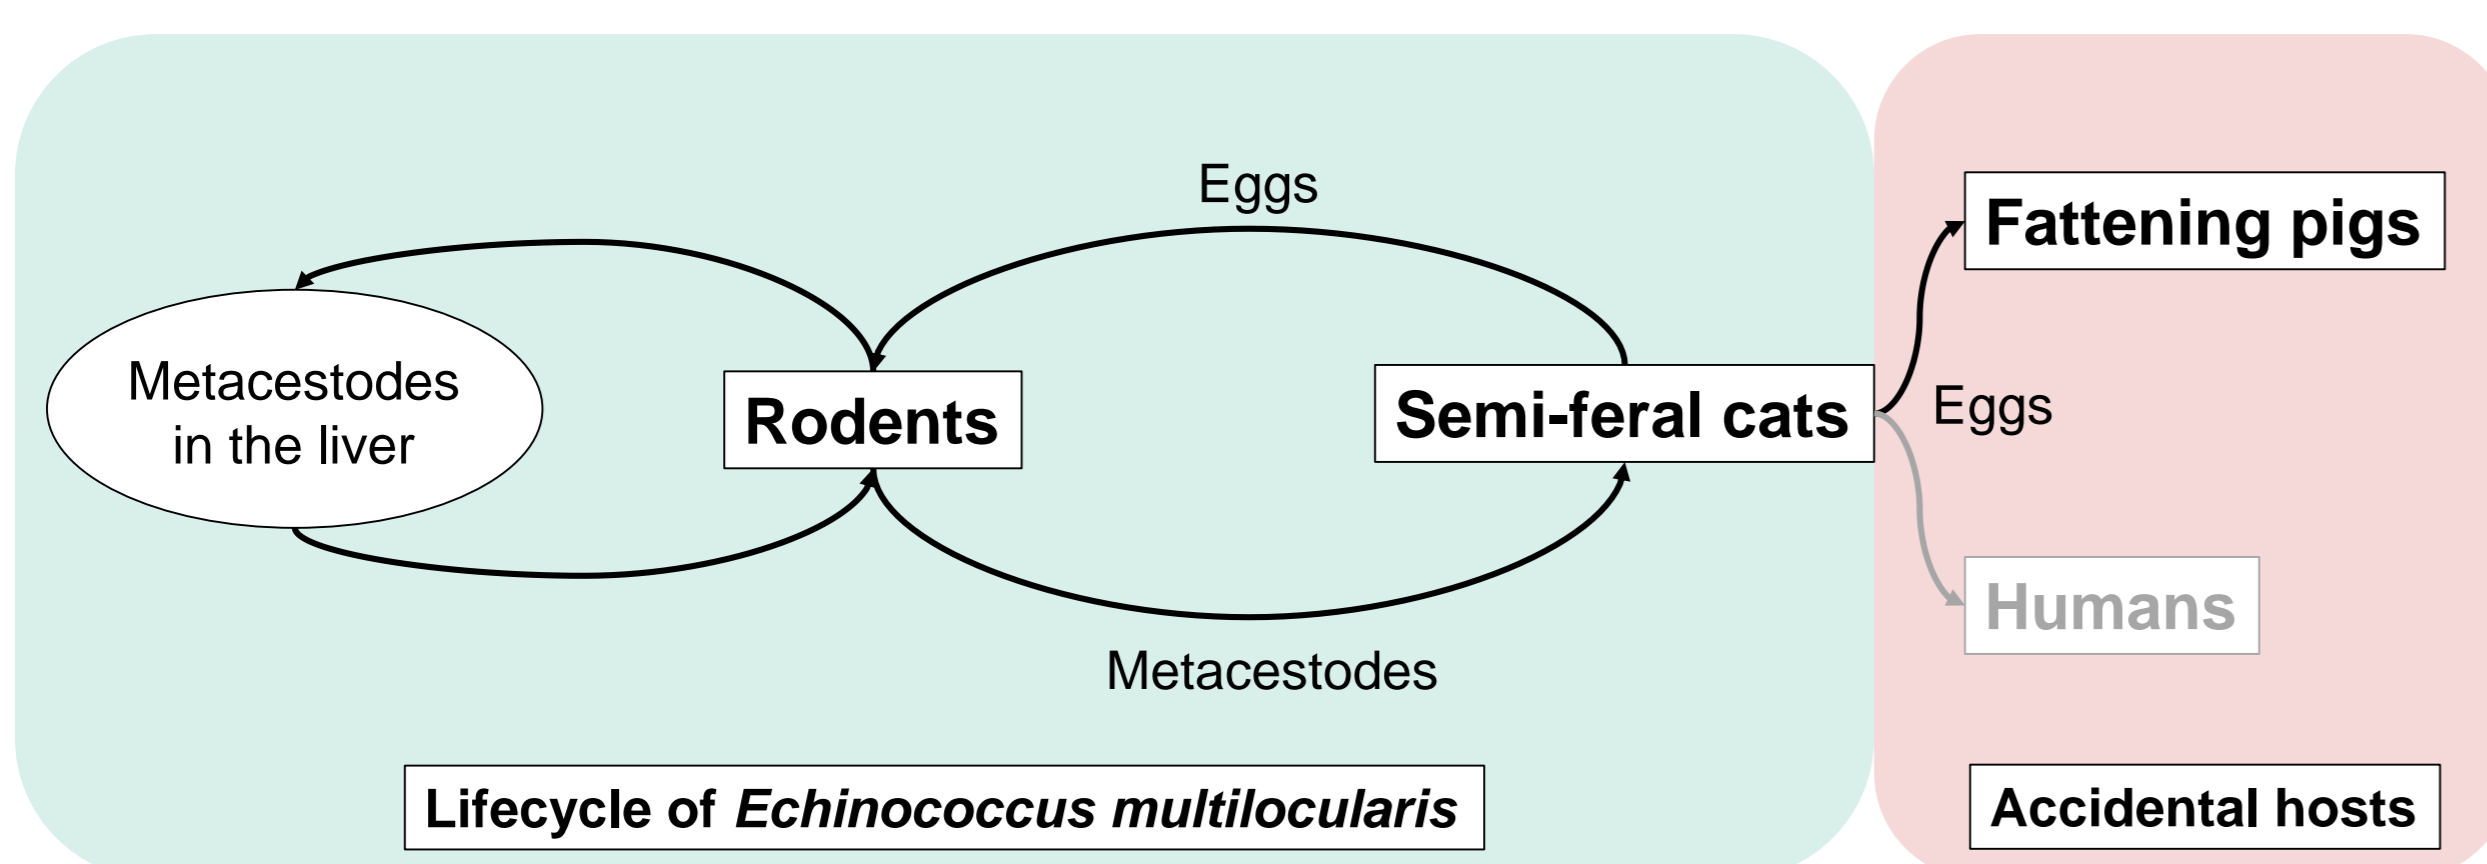 Eggs
Metacestodes
in the liver
Rodents
Semi-feral cats
Metacestodes
Lifecycle of Echinococcus multilocularis
Fattening pigs
Eggs
Humans
Accidental hosts